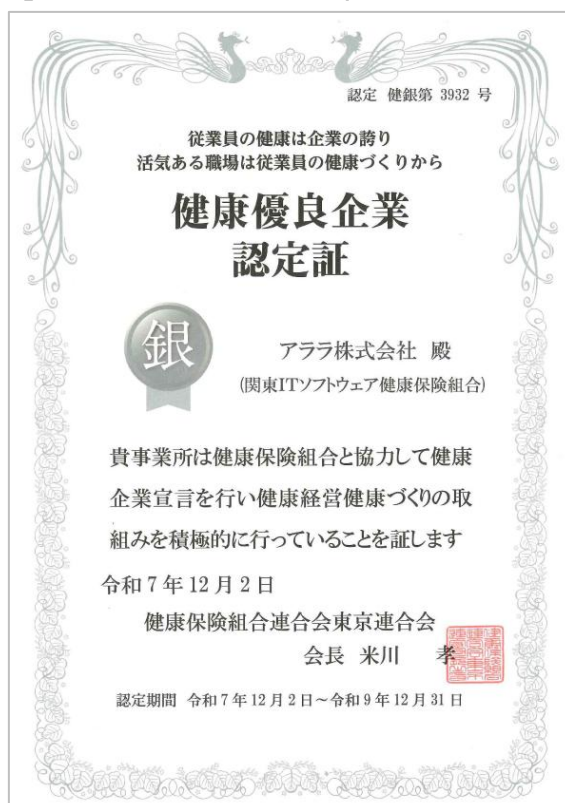 認定 健銀第 3932 号
従業員の健康は企業の誇り
活気ある職場は従業員の健康づくりから
健康優良企業
認定証
銀
アララ株式会社 殿
(関東ITソフトウェア健康保険組合)
貴事業所は健康保険組合と協力して健康
企業宣言を行い健康経営健康づくりの取
組みを積極的に行っていることを証します
令和7年12月2日
健康保険組合連合会東京連合会
会長 米川 孝
認定期間 令和7年12月2日～令和9年12月31日